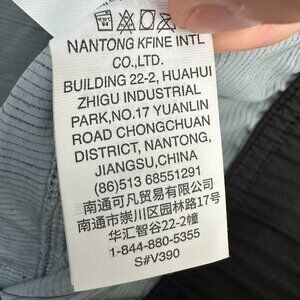 NANTONG KFINE INTL
CO.,LTD.
BUILDING 22-2, HUAHUI
ZHIGU INDUSTRIAL
PARK,NO.17 YUANLIN
ROAD CHONGCHUAN
DISTRICT, NANTONG,
JIANGSU,CHINA
(86)513 68551291
南通可凡贸易有限公司
南通市崇川区园林路17号
华汇智谷22-2幢
1-844-880-5355
S#V390